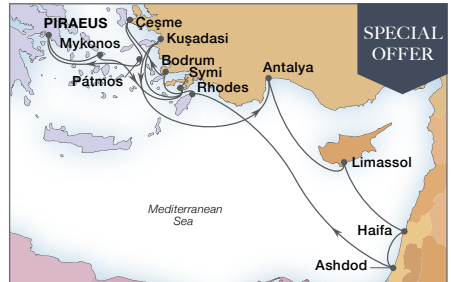 PIRAEUS
Çeşme
SPECIAL
OFFER
Mykonos
Kuşadasi
Bodrum
Symi
Antalya
Patmos
Rhodes
Limassol
Mediterranean
Sea
Haifa
Ashdod